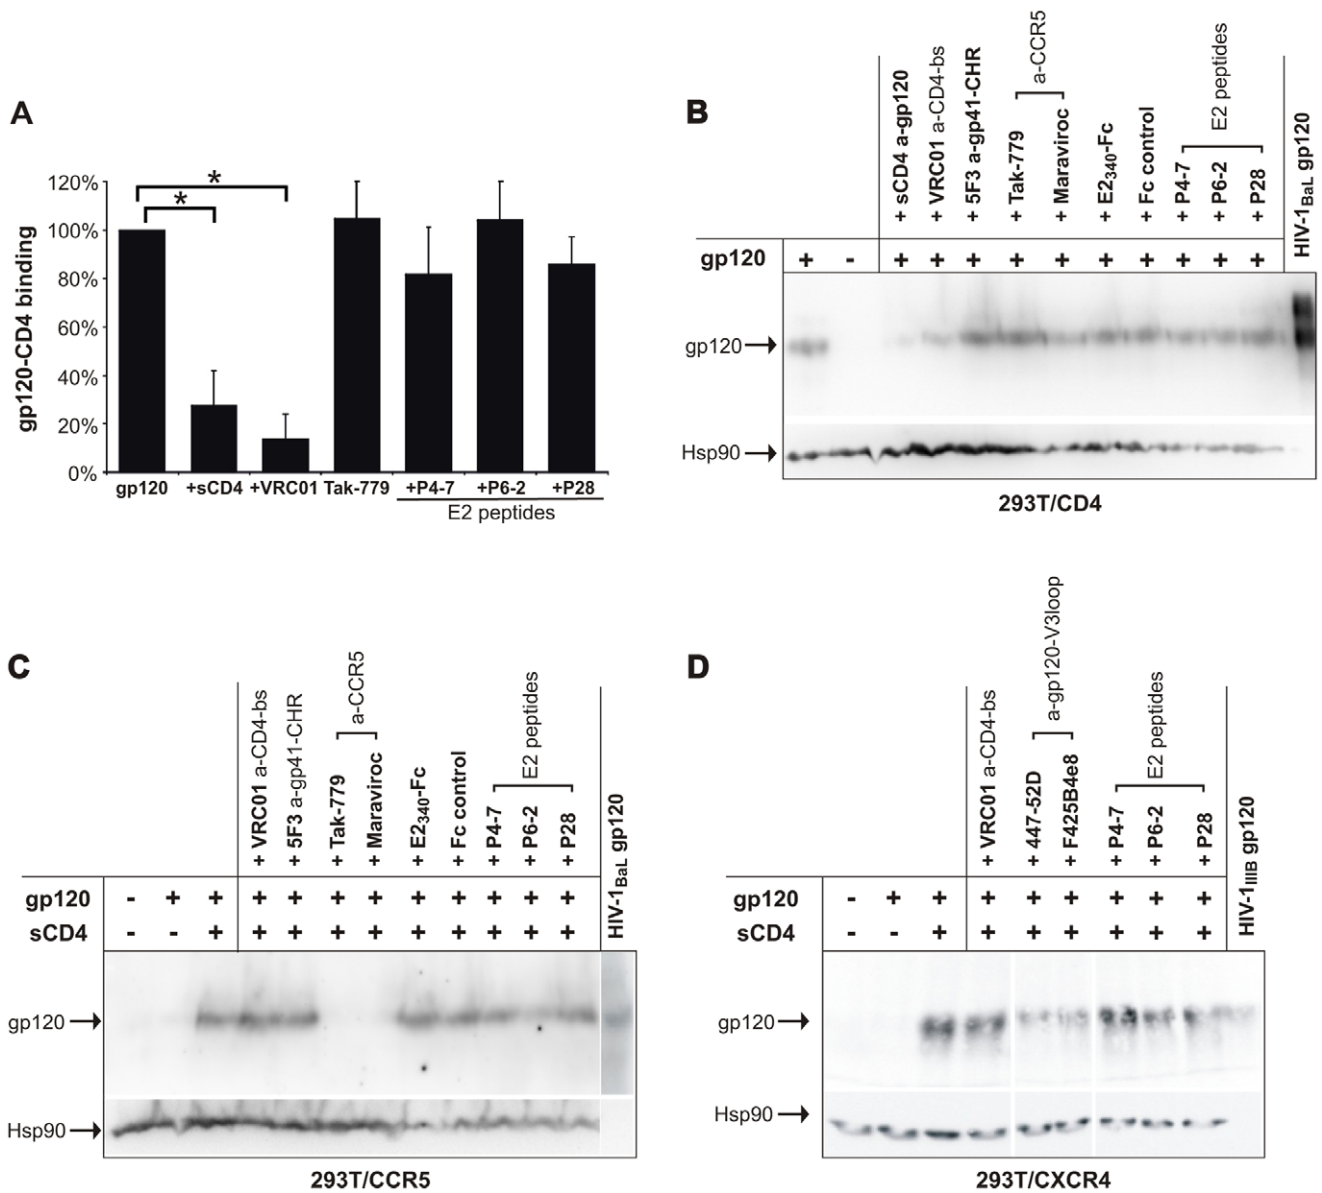 A
gp120-CD4 binding
120%
100%
80%
60%
40%
20%
0%
*
*
gp120 +sCD4 +VRC01 Tak-779 +P4-7 +P6-2 +P28
E2 peptides
B
+ sCD4 a-gp120
+ VRC01 a-CD4-bs
+ 5F3 a-gp41-CHR
a-CCR5
+ Tak-779
+ Maraviroc
+ E2340-Fc
+ Fc control
E2 peptides
+ P4-7
+ P6-2
+ P28
HIV-1BaL gp120
gp120 + - + + + + + + + + + +
gp120
Hsp90
293T/CD4
C
+ VRC01 a-CD4-bs
+ 5F3 a-gp41-CHR
a-CCR5
+ Tak-779
+ Maraviroc
+ E2340-Fc
+ Fc control
E2 peptides
+ P4-7
+ P6-2
+ P28
HIV-1BaL gp120
gp120 - + + + + + + + + + + +
sCD4 - - + + + + + + + + + +
gp120
Hsp90
293T/CCR5
D
+ VRC01 a-CD4-bs
a-gp120-V3loop
+ 447-52D
+ F425B4e8
E2 peptides
+ P4-7
+ P6-2
+ P28
HIV-1IIIB gp120
gp120 - + + + + + + + +
sCD4 - - + + + + + + +
gp120
Hsp90
293T/CXCR4